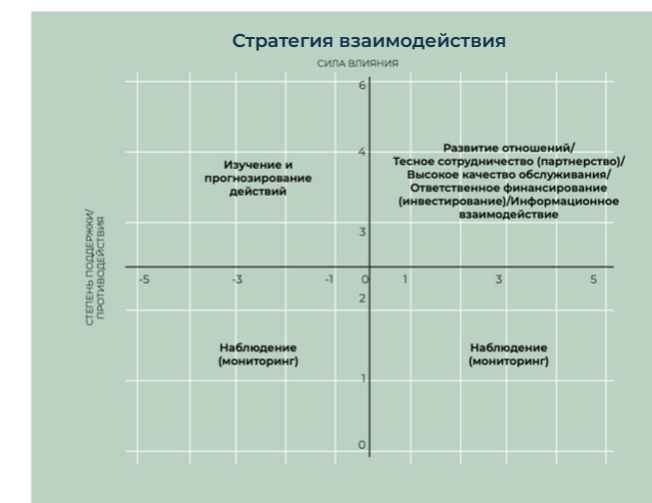 Стратегия взаимодействия
СИЛА ВЛИЯНИЯ
6
4
Изучение и
прогнозирование
действий
Развитие отношений/
Тесное сотрудничество (партнерство)/
Высокое качество обслуживания/
Ответственное финансирование
(инвестирование)/Информационное
взаимодействие
3
СТЕПЕНЬ ПОДДЕРЖКИ/
ПРОТИВОДЕЙСТВИЯ
-5 -3 -1 0 1 3 5
2
Наблюдение
(мониторинг)
Наблюдение
(мониторинг)
1
0